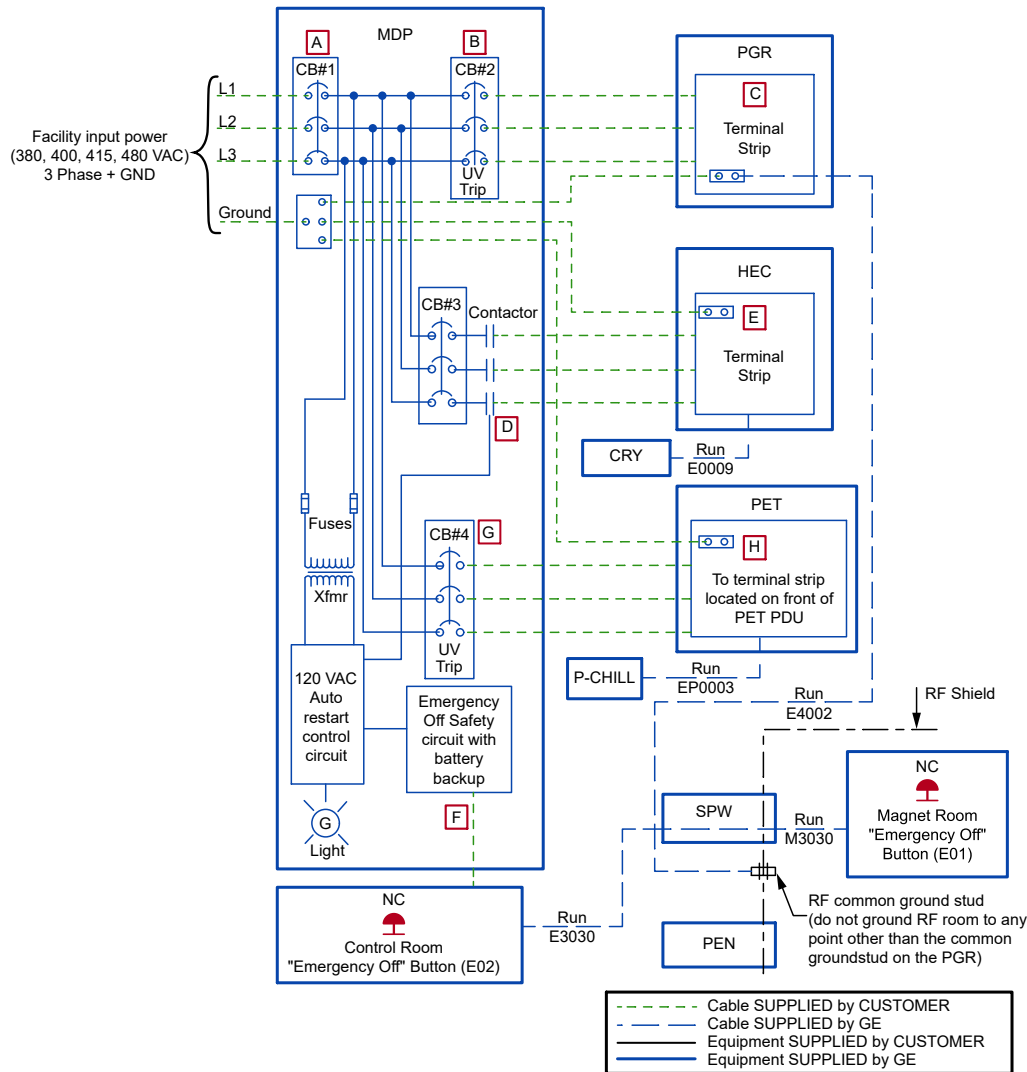 MDP
A
CB#1
B
CB#2
UV
Trip
L1
L2
L3
Ground
Facility input power
(380, 400, 415, 480 VAC)
3 Phase + GND
PGR
C
Terminal
Strip
HEC
E
Terminal
Strip
CB#3
Contactor
D
CRY
Run
E0009
PET
H
To terminal strip
located on front of
PET PDU
Fuses
Xfmr
CB#4
G
UV
Trip
P-CHILL
Run
EP0003
120 VAC
Auto
restart
control
circuit
Emergency
Off Safety
circuit with
battery
backup
F
G
Light
Run
E4002
RF Shield
NC
Magnet Room
"Emergency Off"
Button (E01)
SPW
Run
M3030
RF common ground stud
(do not ground RF room to any
point other than the common
groundstud on the PGR)
NC
Control Room
"Emergency Off" Button (E02)
Run
E3030
PEN
Cable SUPPLIED by CUSTOMER
Cable SUPPLIED by GE
Equipment SUPPLIED by CUSTOMER
Equipment SUPPLIED by GE